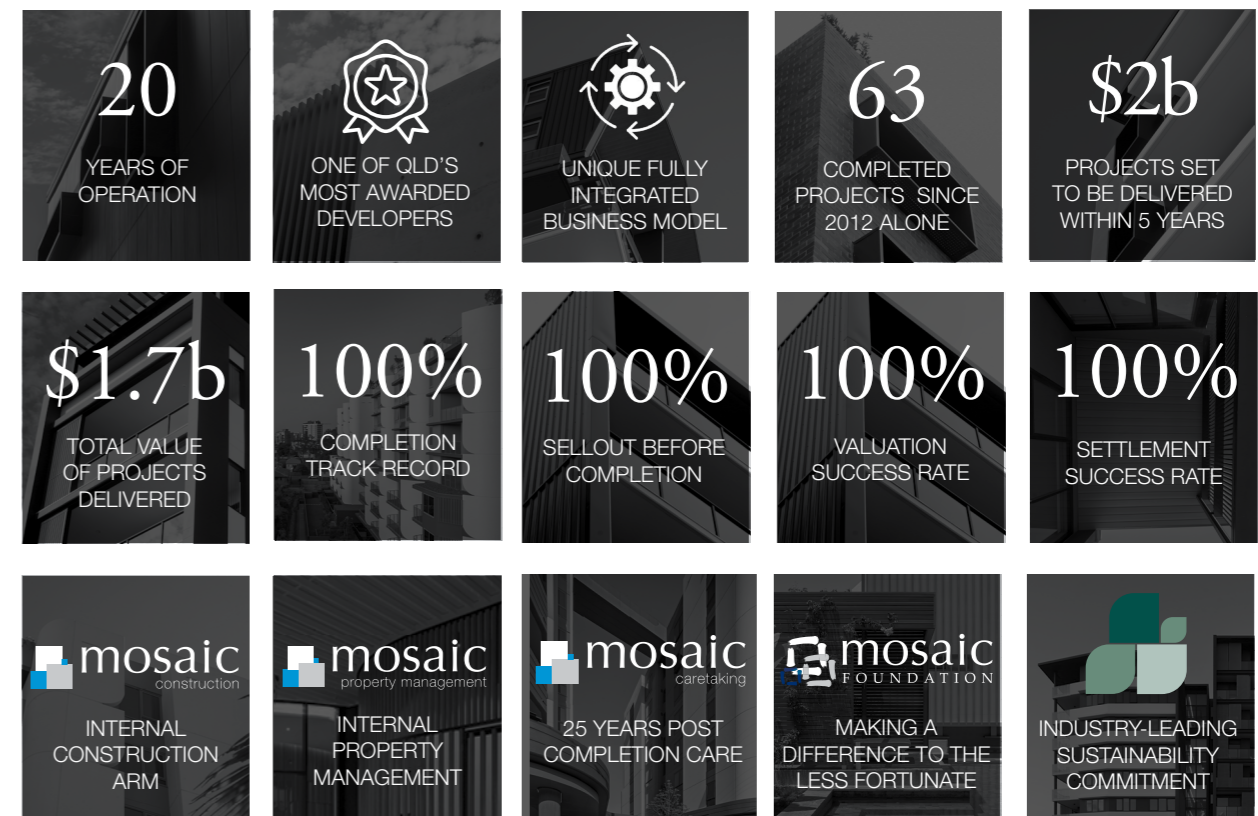 20
YEARS OF
OPERATION
ONE OF QLD'S
MOST AWARDED
DEVELOPERS
UNIQUE FULLY
INTEGRATED
BUSINESS MODEL
63
COMPLETED
PROJECTS  SINCE
2012 ALONE
$2b
PROJECTS SET
TO BE DELIVERED
WITHIN 5 YEARS
$1.7b
TOTAL VALUE
OF PROJECTS
DELIVERED
100%
COMPLETION
TRACK RECORD
100%
SELLOUT BEFORE
COMPLETION
100%
VALUATION
SUCCESS RATE
100%
SETTLEMENT
SUCCESS RATE
mosaic
construction
INTERNAL
CONSTRUCTION
ARM
mosaic
property management
INTERNAL
PROPERTY
MANAGEMENT
mosaic
caretaking
25 YEARS POST
COMPLETION CARE
mosaic
FOUNDATION
MAKING A
DIFFERENCE TO THE
LESS FORTUNATE
INDUSTRY-LEADING
SUSTAINABILITY
COMMITMENT